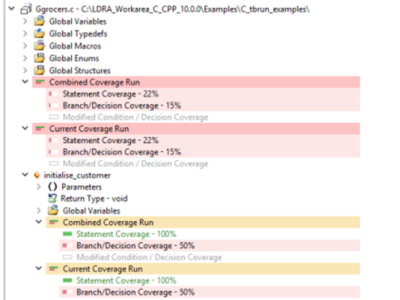 Ggrocers.c - C:\LDRA_Workarea_C_CPP_10.0.0\Examples\C_tbrun_examples\
Global Variables
Global Typedefs
Global Macros
Global Enums
Global Structures
Combined Coverage Run
Statement Coverage - 22%
Branch/Decision Coverage - 15%
Modified Condition / Decision Coverage
Current Coverage Run
Statement Coverage - 22%
Branch/Decision Coverage - 15%
Modified Condition / Decision Coverage
initialise_customer
() Parameters
Return Type - void
Global Variables
Combined Coverage Run
Statement Coverage - 100%
Branch/Decision Coverage - 50%
Modified Condition / Decision Coverage
Current Coverage Run
Statement Coverage - 100%
Branch/Decision Coverage - 50%